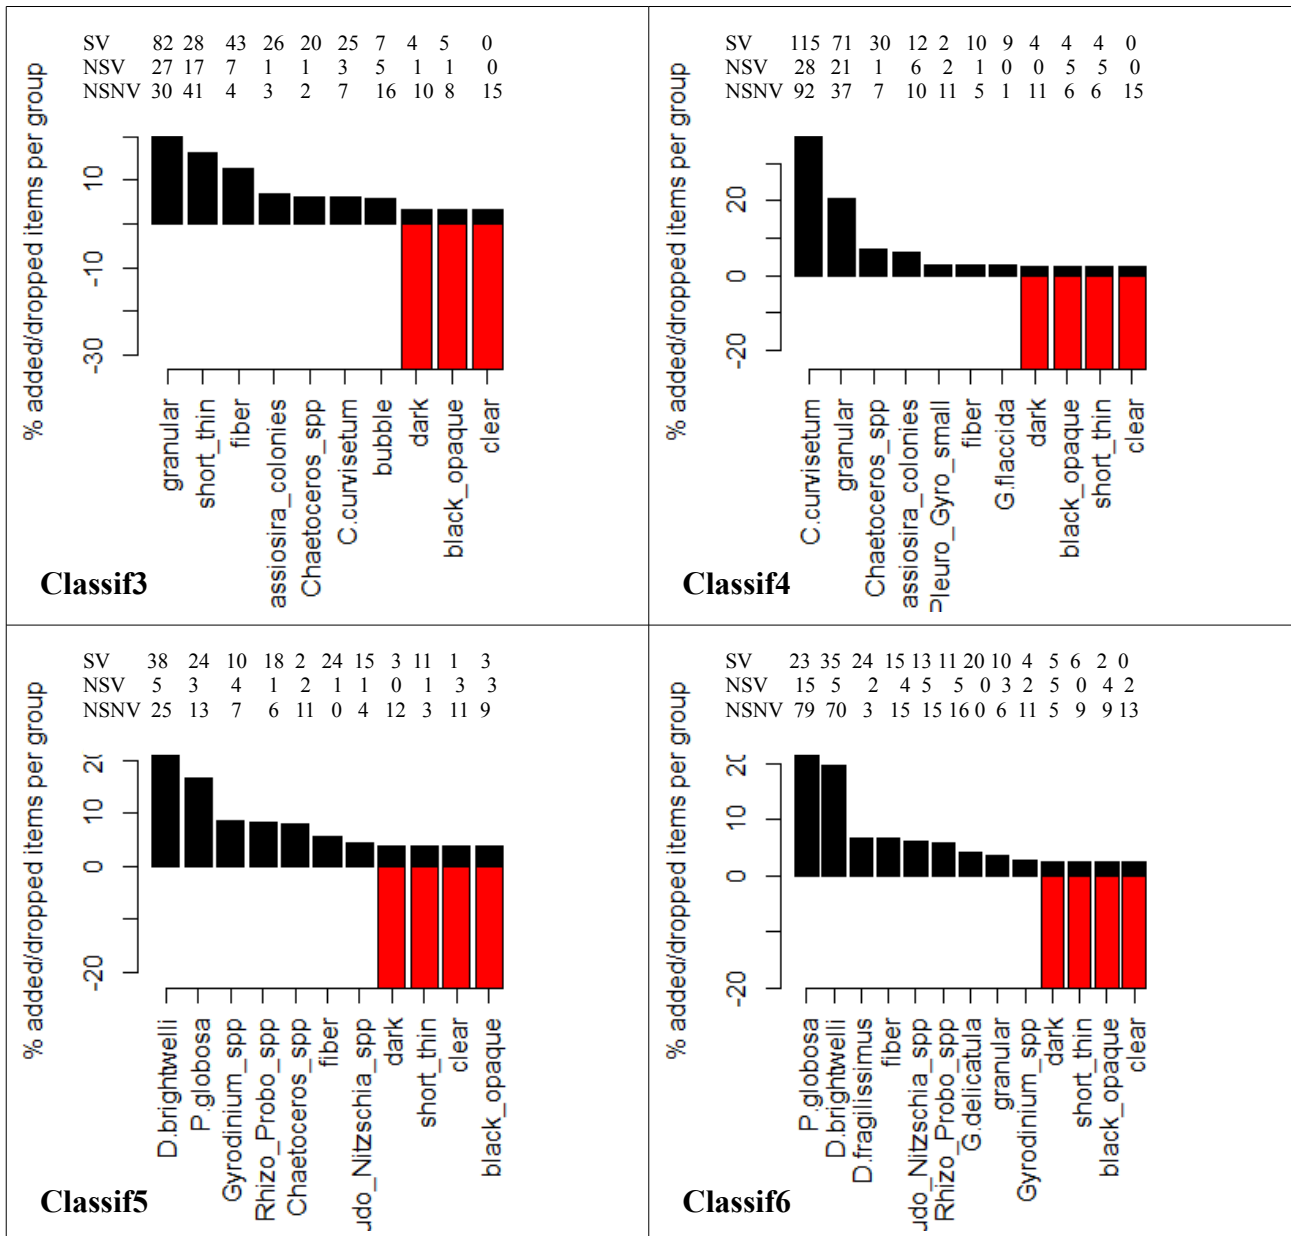 SV 82 28 43 26 20 25 7 4 5 0
NSV 27 17 7 1 1 3 5 1 1 0
NSNV 30 41 4 3 2 7 16 10 8 15
% added/dropped items per group
10
-10
-30
granular
short_thin
fiber
assiosira_colonies
Chaetoceros_spp
C.curvisetum
bubble
dark
black_opaque
clear
Classif3
SV 115 71 30 12 2 10 9 4 4 4 0
NSV 28 21 1 6 2 1 0 0 5 5 0
NSNV 92 37 7 10 11 5 1 11 6 6 15
% added/dropped items per group
20
0
-20
C.curvisetum
granular
Chaetoceros_spp
assiosira_colonies
Pleuro_Gyro_small
fiber
G.flaccida
dark
black_opaque
short_thin
clear
Classif4
SV 38 24 10 18 2 24 15 3 11 1 3
NSV 5 3 4 1 2 1 1 0 1 3 3
NSNV 25 13 7 6 11 0 4 12 3 11 9
% added/dropped items per group
20
10
0
-20
D.brightwelli
P.globosa
Gyrodinium_spp
Rhizo_Probo_spp
Chaetoceros_spp
fiber
udo_Nitzschia_spp
dark
short_thin
clear
black_opaque
Classif5
SV 23 35 24 15 13 11 20 10 4 5 6 2 0
NSV 15 5 2 4 5 5 0 3 2 5 0 4 2
NSNV 79 70 3 15 15 16 0 6 11 5 9 9 13
% added/dropped items per group
20
10
0
-20
P.globosa
D.brightwelli
D.fragilissimus
fiber
udo_Nitzschia_spp
Rhizo_Probo_spp
G.delicatula
granular
Gyrodinium_spp
dark
short_thin
black_opaque
clear
Classif6